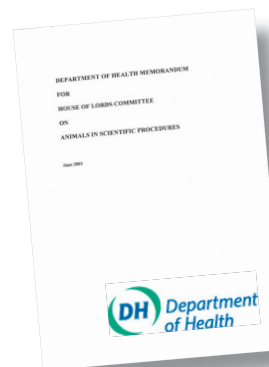 DEPARTMENT OF HEALTH MEMORANDUM
FOR
HOUSE OF LORDS COMMITTEE
ON
ANIMALS IN SCIENTIFIC PROCEDURES
June 2001
DH Department
of Health